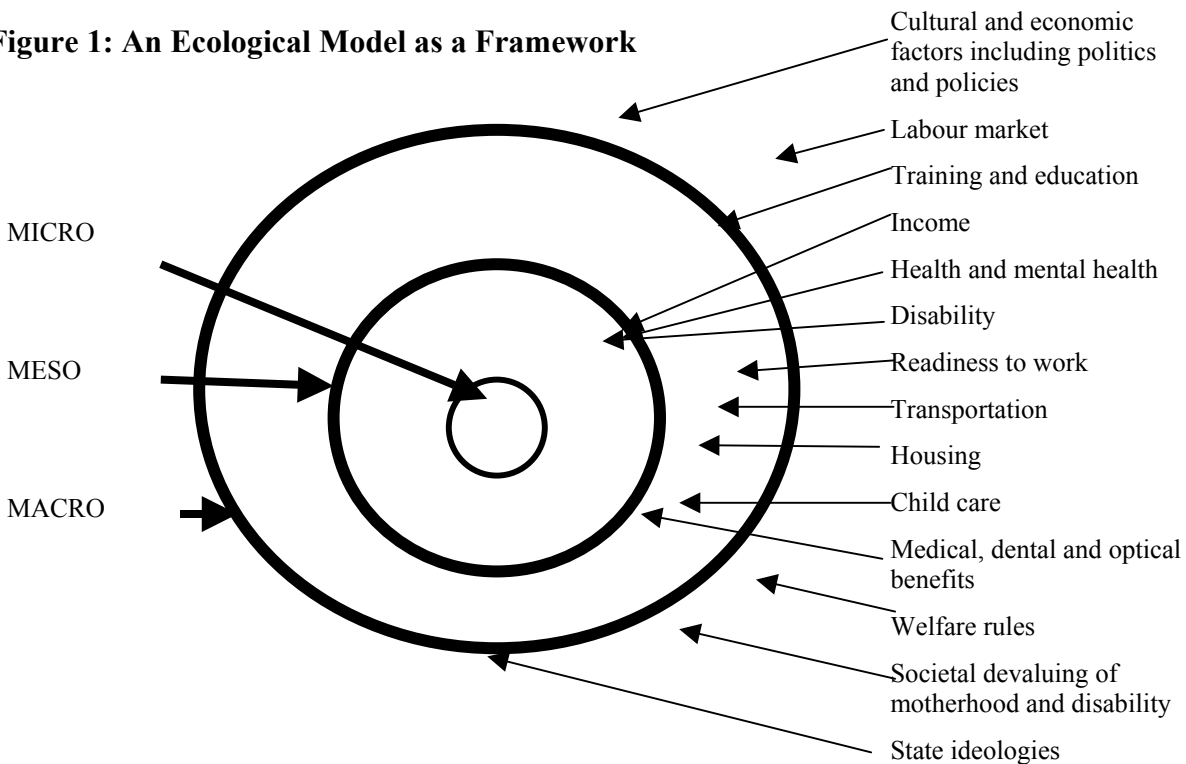 Figure 1: An Ecological Model as a Framework
Cultural and economic
factors including politics
and policies
Labour market
Training and education
Income
Health and mental health
Disability
Readiness to work
Transportation
Housing
Child care
Medical, dental and optical
benefits
Welfare rules
Societal devaluing of
motherhood and disability
State ideologies
MICRO
MESO
MACRO